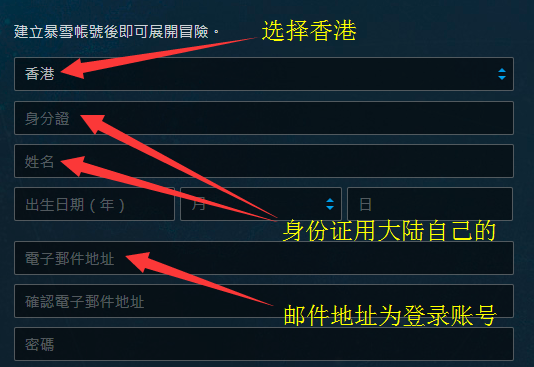 建立暴雪帳號後即可展開冒險。
选择香港
香港
身分證
姓名
出生日期（年）
月
日
身份证用大陆自己的
電子郵件地址
確認電子郵件地址
邮件地址为登录账号
密碼